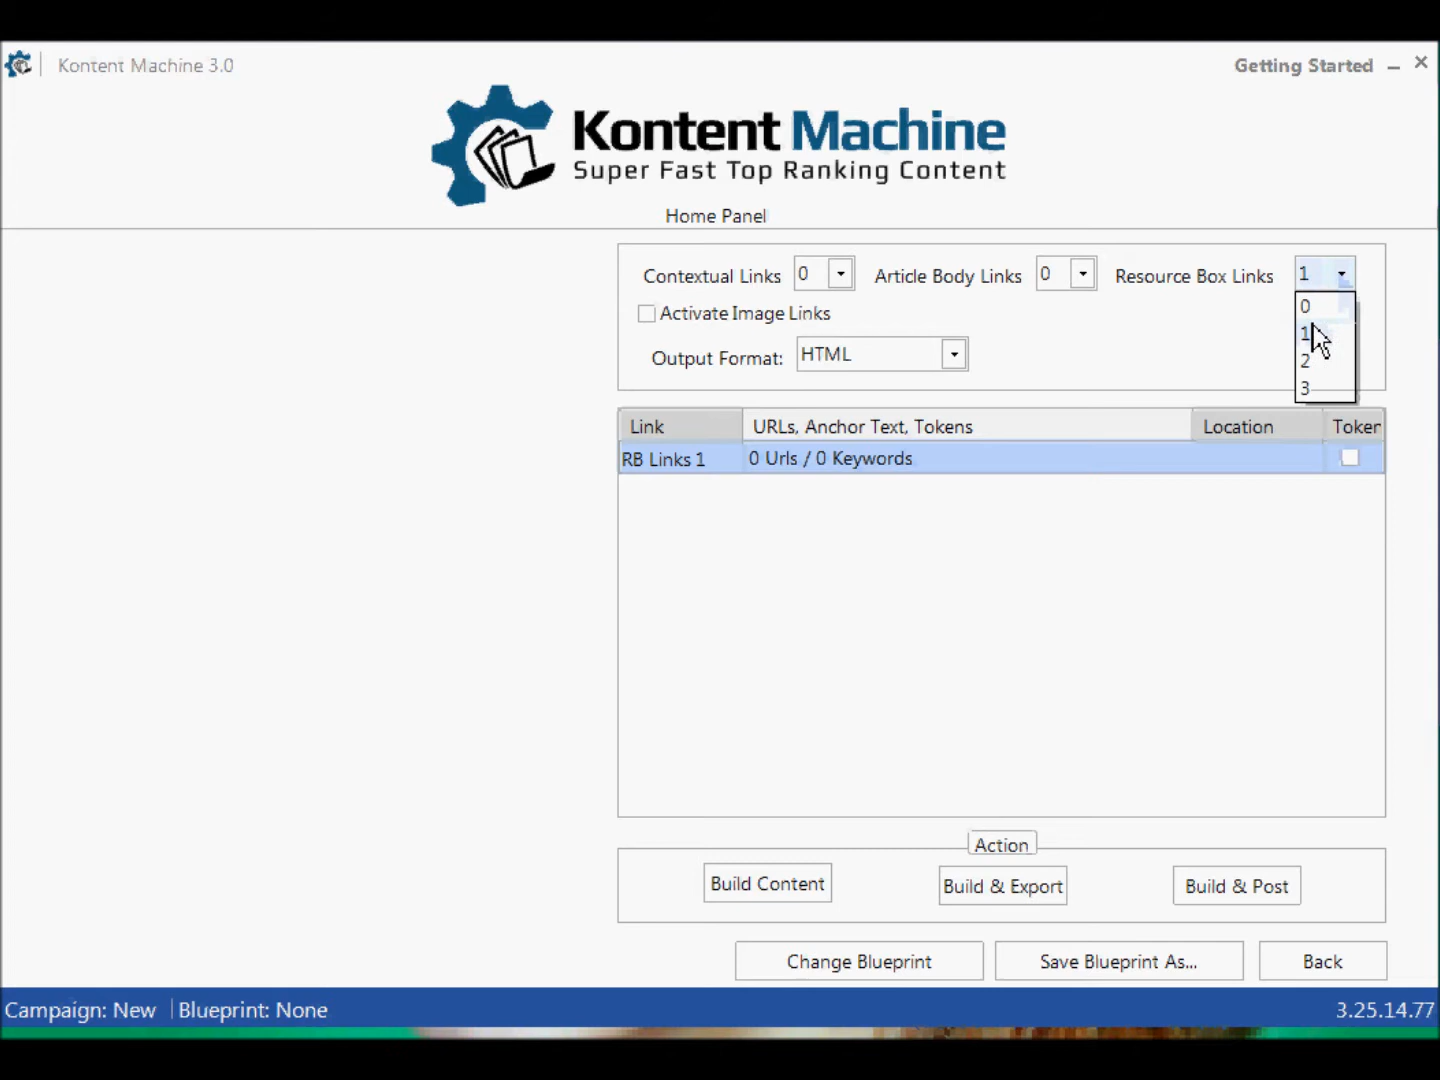 Kontent Machine 3.0
Getting Started
Kontent Machine
Super Fast Top Ranking Content
Home Panel
Contextual Links 0 Article Body Links 0 Resource Box Links 1
0
1
2
3
Activate Image Links
Output Format: HTML
Link URLs, Anchor Text, Tokens Location Token
RB Links 1 0 Urls / 0 Keywords
Action
Build Content Build & Export Build & Post
Change Blueprint Save Blueprint As... Back
Campaign: New Blueprint: None 3.25.14.77